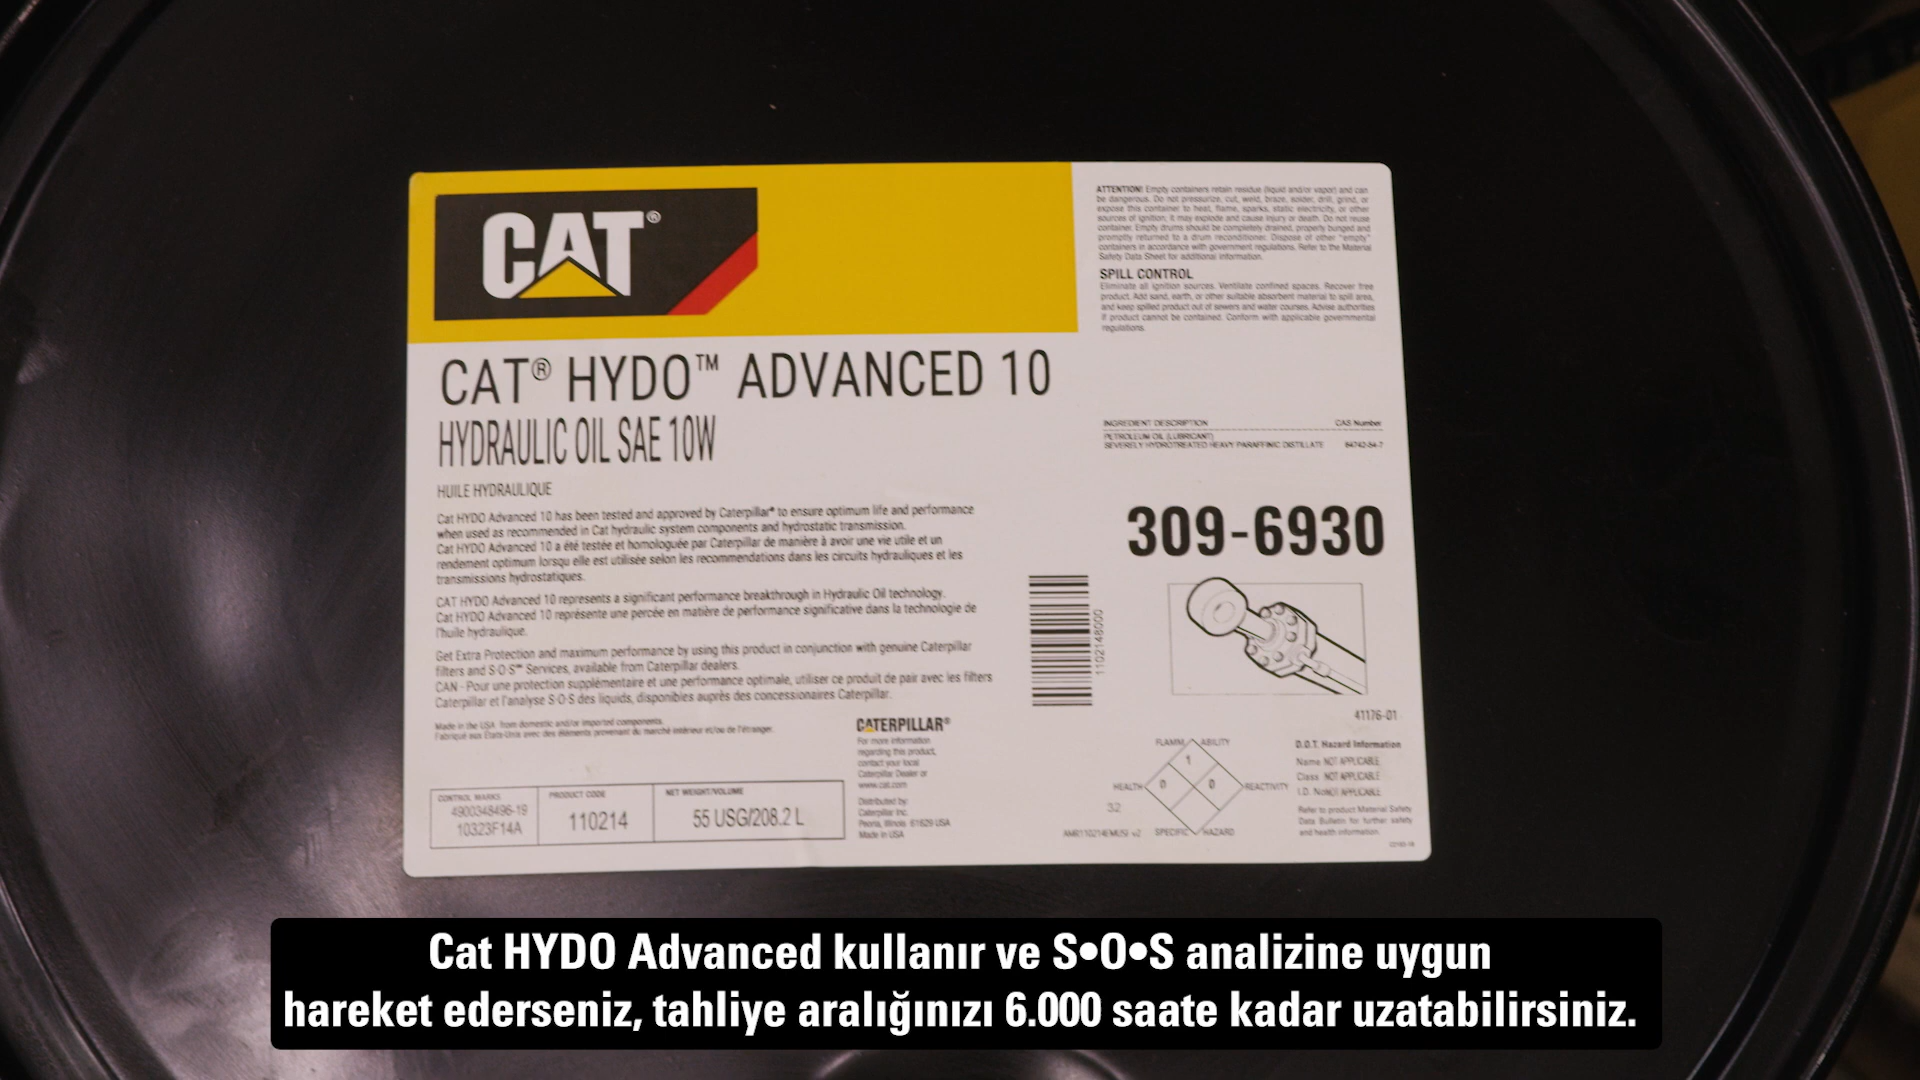 CAT®
CAT® HYDO™ ADVANCED 10
HYDRAULIC OIL SAE 10W
HUILE HYDRAULIQUE
Cat HYDO Advanced 10 has been tested and approved by Caterpillar® to ensure optimum life and performance
when used as recommended in Cat hydraulic system components and hydrostatic transmission.
Cat HYDO Advanced 10 a été testée et homologuée par Caterpillar de manière à avoir une vie utile et un
rendement optimum lorsqu elle est utilisée selon les recommendations dans les circuits hydrauliques et les
transmissions hydrostatiques.
CAT HYDO Advanced 10 represents a significant performance breakthrough in Hydraulic Oil technology.
Cat HYDO Advanced 10 représente une percée en matière de performance significative dans la technologie de
l'huile hydraulique.
Get Extra Protection and maximum performance by using this product in conjunction with genuine Caterpillar
filters and S·O·S℠ Services, available from Caterpillar dealers.
CAN - Pour une protection supplémentaire et une performance optimale, utiliser ce produit de pair avec les filters
Caterpillar et l'analyse S·O·S des liquids, disponibles auprès des concessionaires Caterpillar.
Made in the USA from domestic and/or imported components.
Fabriqué aux États-Unis avec des éléments provenant du marché intérieur et/ou de l'étranger.
CONTROL MARKS
4900348496-19
10323F14A
PRODUCT CODE
110214
NET WEIGHT/VOLUME
55 USG/208.2 L
CATERPILLAR®
For more information
regarding this product,
contact your local
Caterpillar Dealer or
www.cat.com
Distributed by:
Caterpillar Inc.
Peoria, Illinois 61629 USA
Made in USA
ATTENTION! Empty containers retain residue (liquid and/or vapor) and can
be dangerous. Do not pressurize, cut, weld, braze, solder, drill, grind, or
expose this container to heat, flame, sparks, static electricity, or other
sources of ignition; it may explode and cause injury or death. Do not reuse
container. Empty drums should be completely drained, properly bunged and
promptly returned to a drum reconditioner. Dispose of other "empty"
containers in accordance with government regulations. Refer to the Material
Safety Data Sheet for additional information.
SPILL CONTROL
Eliminate all ignition sources. Ventilate confined spaces. Recover free
product. Add sand, earth, or other suitable absorbent material to spill area,
and keep spilled product out of sewers and water courses. Advise authorities
if product cannot be contained. Conform with applicable governmental
regulations.
INGREDIENT DESCRIPTION CAS Number
PETROLEUM OIL (LUBRICANT)
SEVERELY HYDROTREATED HEAVY PARAFFINIC DISTILLATE 64742-54-7
309-6930
1102148000
41176-01
FLAMMABILITY
1
HEALTH 0 0 REACTIVITY
32
SPECIFIC HAZARD
D.O.T. Hazard Information
Name NOT APPLICABLE
Class NOT APPLICABLE
I.D. No NOT APPLICABLE
Refer to product Material Safety
Data Bulletin for further safety
and health information.
Cat HYDO Advanced kullanır ve S•O•S analizine uygun
hareket ederseniz, tahliye aralığınızı 6.000 saate kadar uzatabilirsiniz.